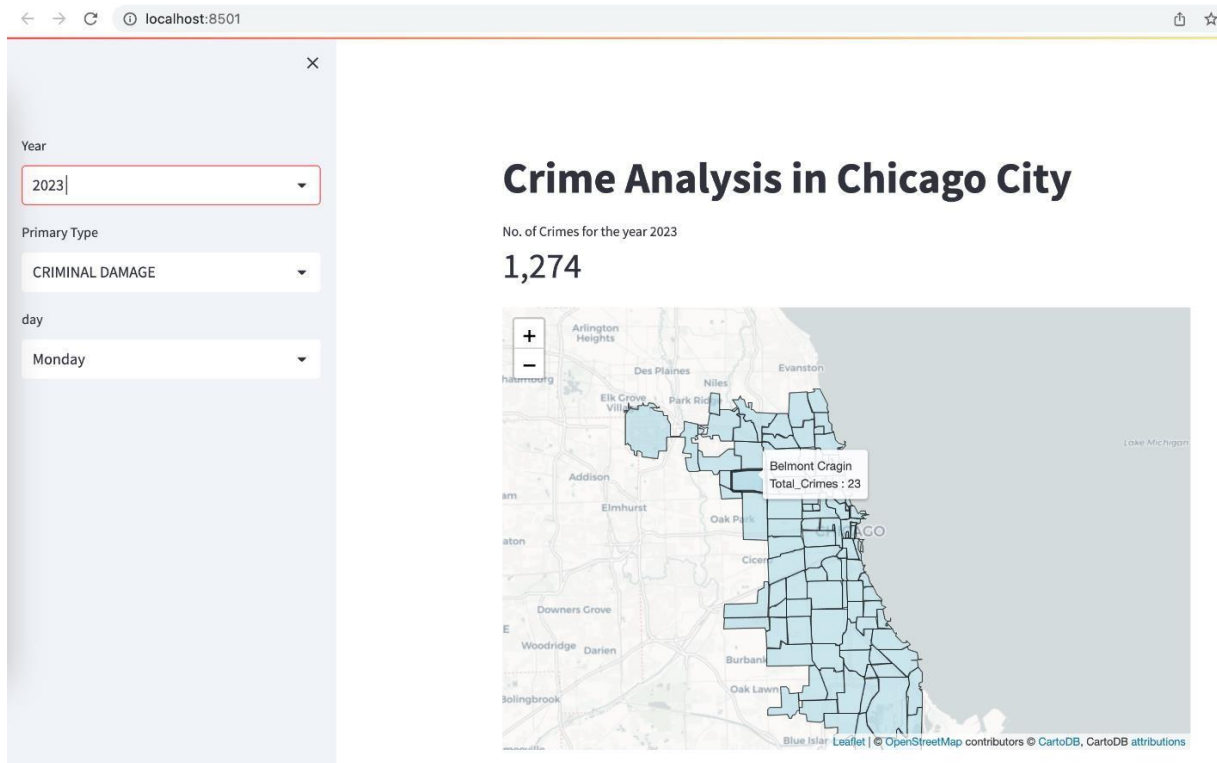 localhost:8501
Year
2023
Primary Type
CRIMINAL DAMAGE
day
Monday
Crime Analysis in Chicago City
No. of Crimes for the year 2023
1,274
+
−
Arlington
Heights
Des Plaines
Evanston
Niles
Elk Grove
Park
Lake Michigan
Belmont Cragin
Total_Crimes : 23
Addison
Elmhurst
Oak Park
CHICAGO
Cicero
Downers Grove
Woodridge
Darien
Burbank
Oak Lawn
Bolingbrook
Blue Islar
Leaflet | © OpenStreetMap contributors © CartoDB, CartoDB attributions